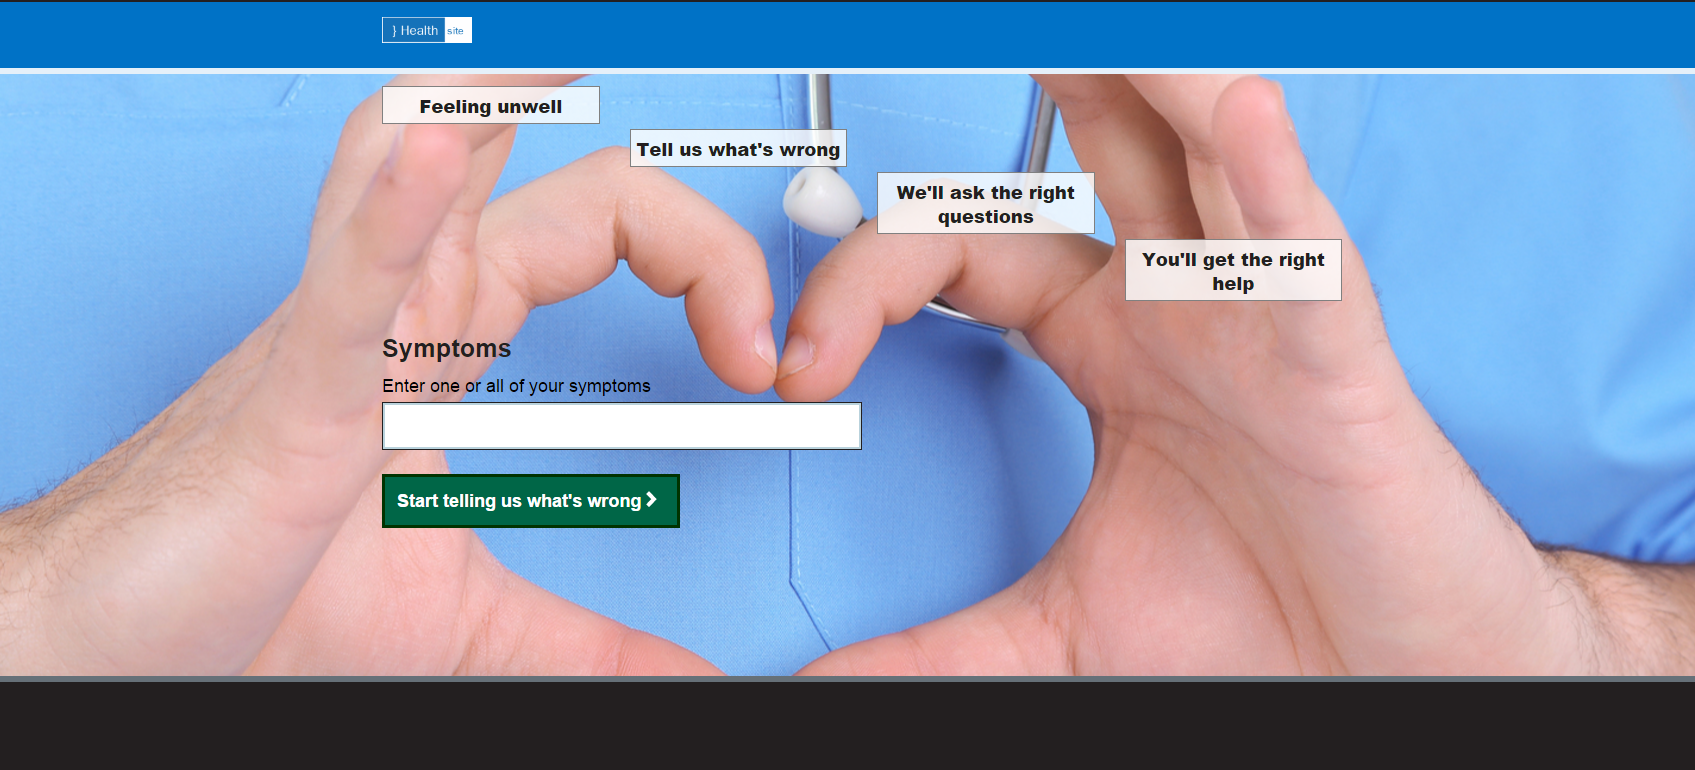 } Health site
Feeling unwell
Tell us what's wrong
We'll ask the right
questions
You'll get the right
help
Symptoms
Enter one or all of your symptoms
Start telling us what's wrong